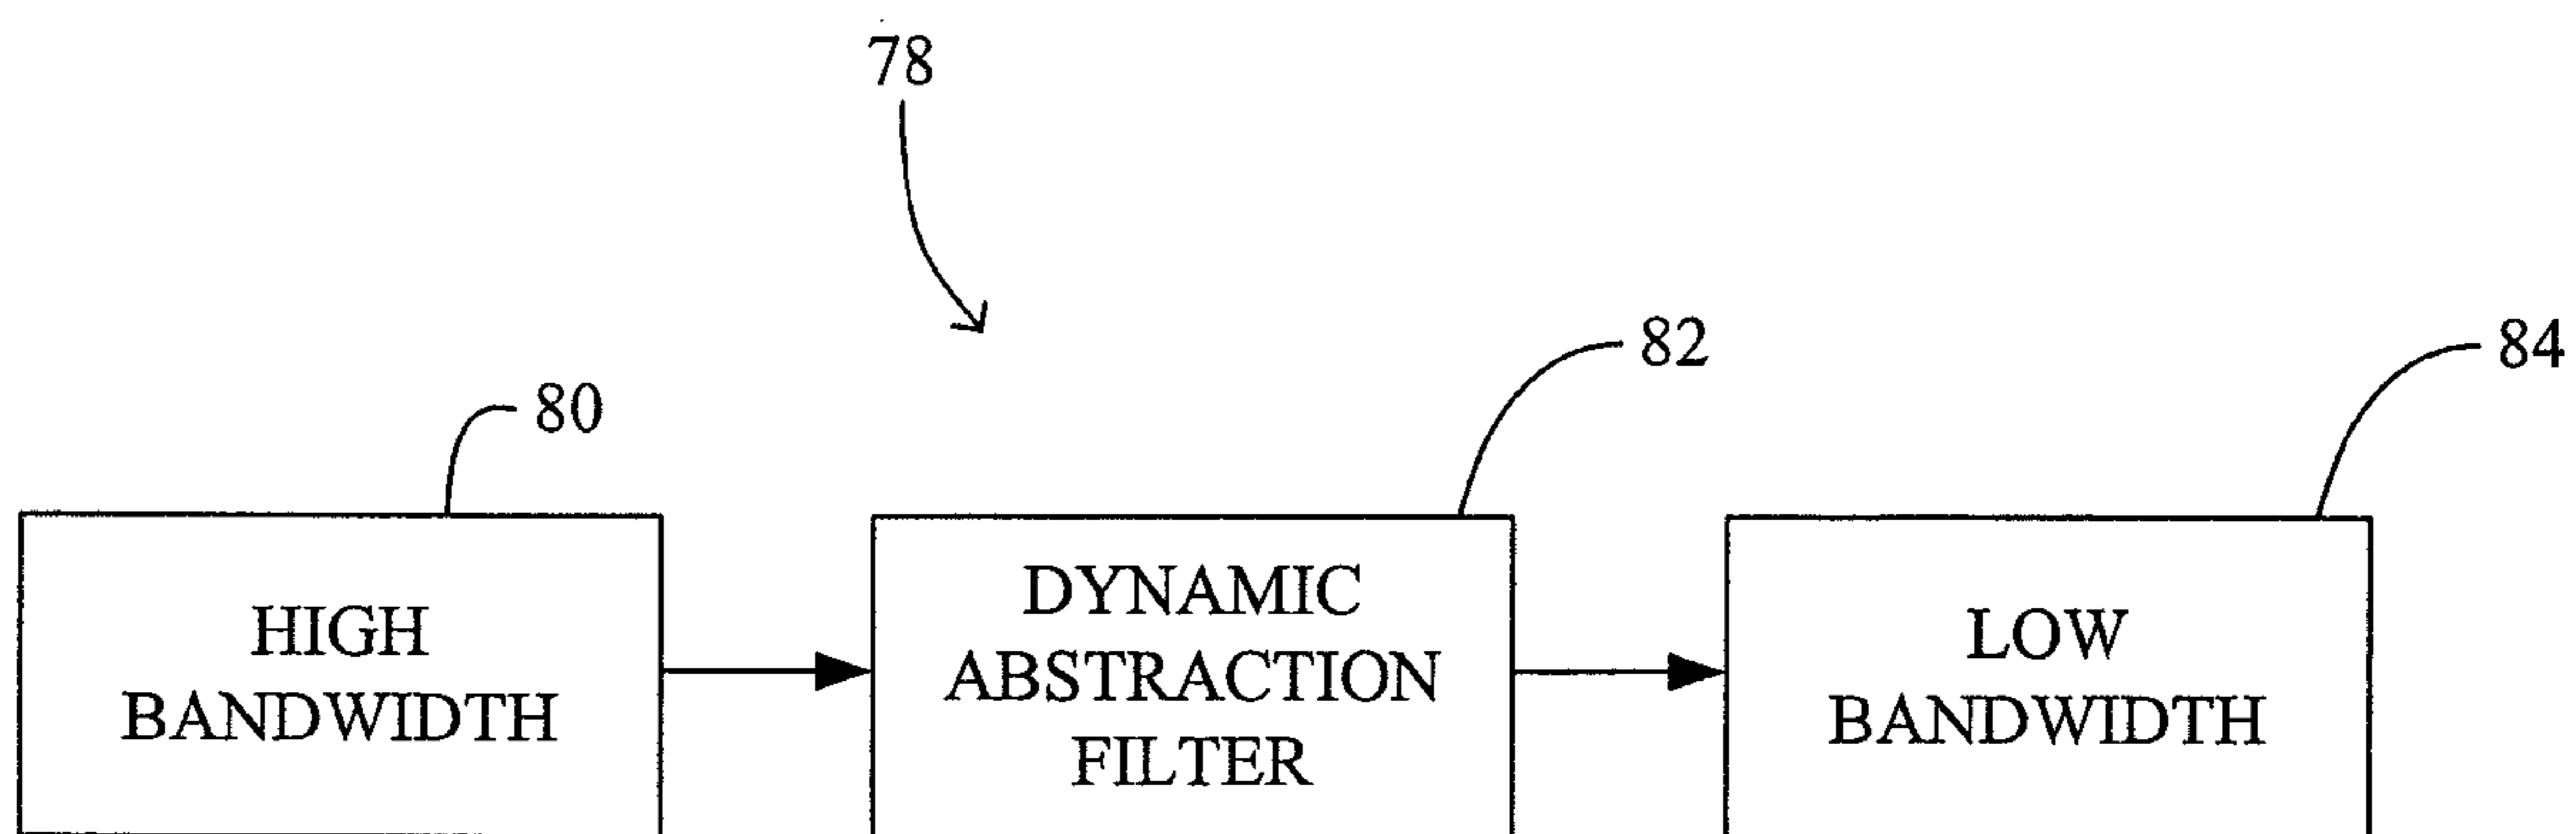 78
82
84
80
HIGH
BANDWIDTH
DYNAMIC
ABSTRACTION
FILTER
LOW
BANDWIDTH